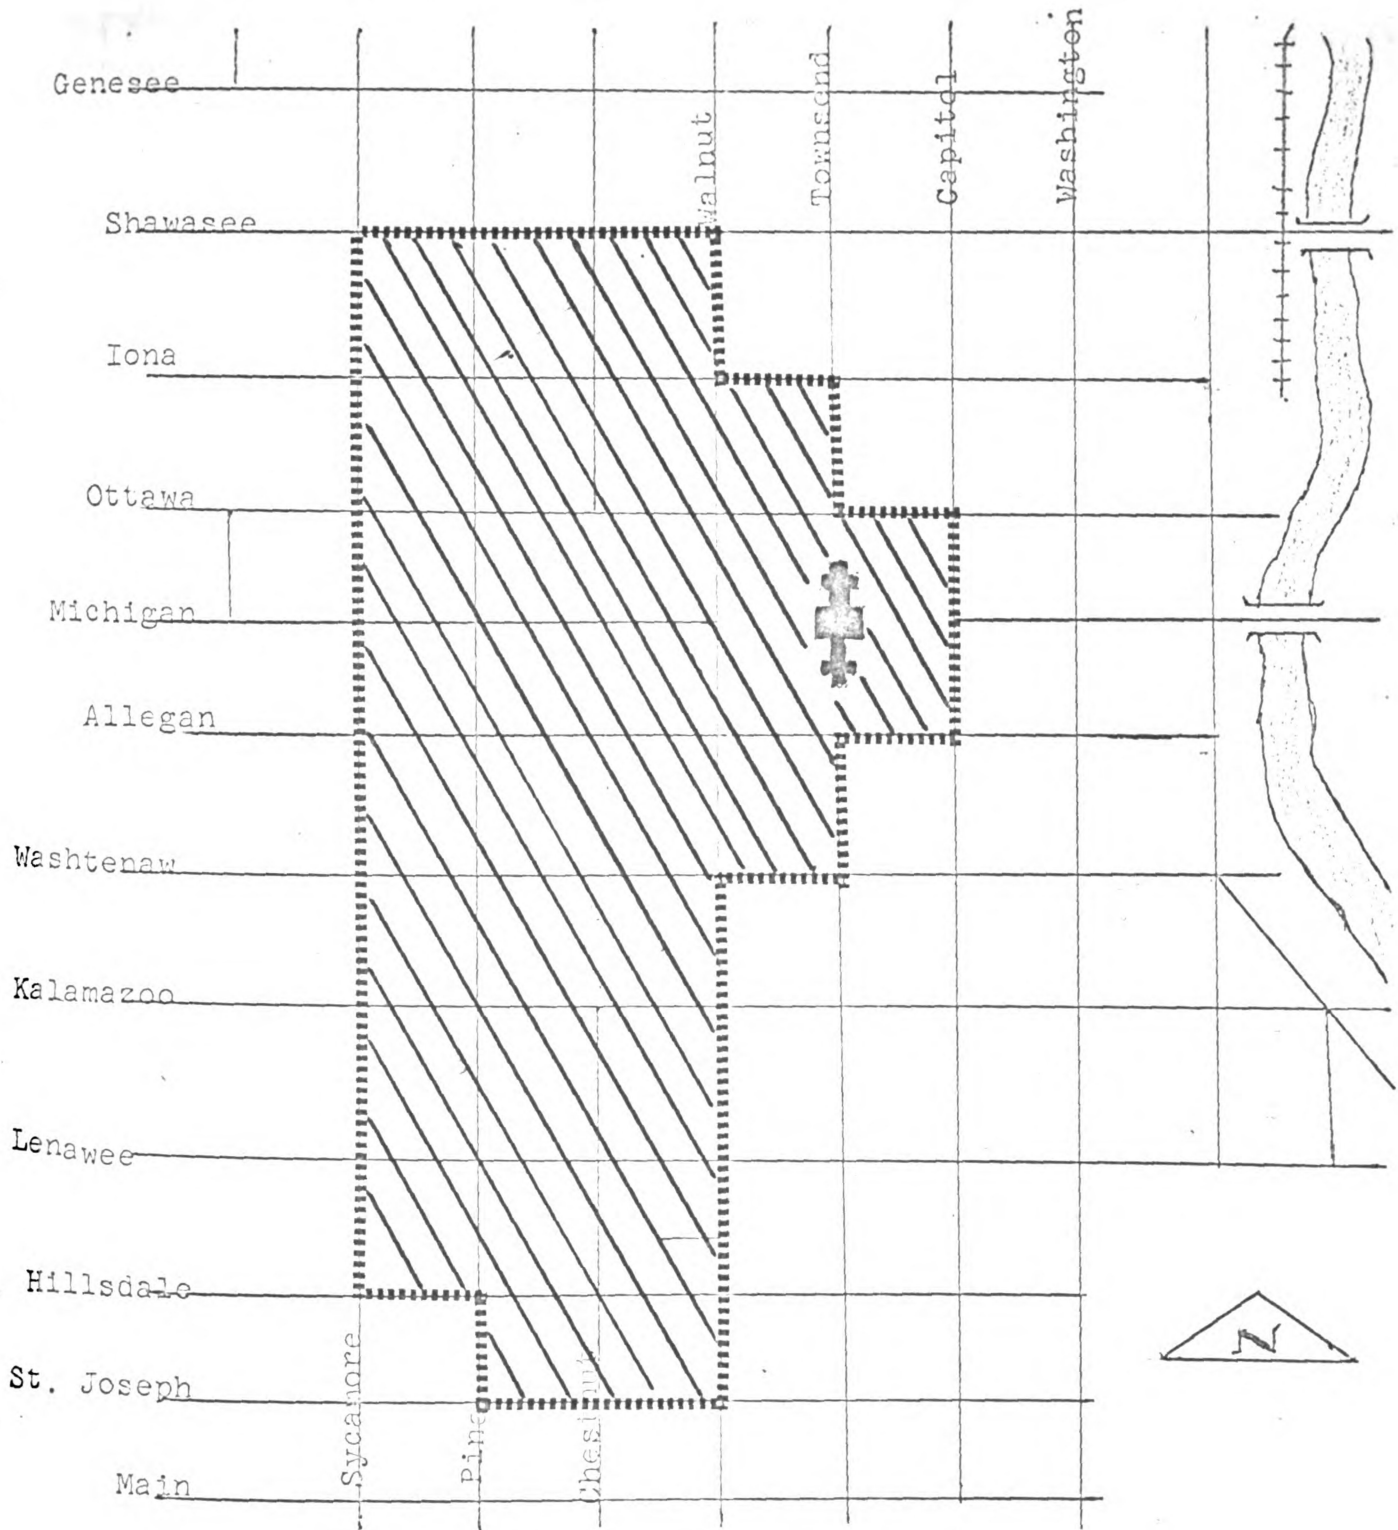 Genesee
Walnut
Townsend
Capitol
Washington
Shawasee
Iona
Ottawa
Michigan
Allegan
Washtenaw
Kalamazoo
Lenawee
Hillsdale
St. Joseph
Sycamore
Pine
Chestnut
Main
N